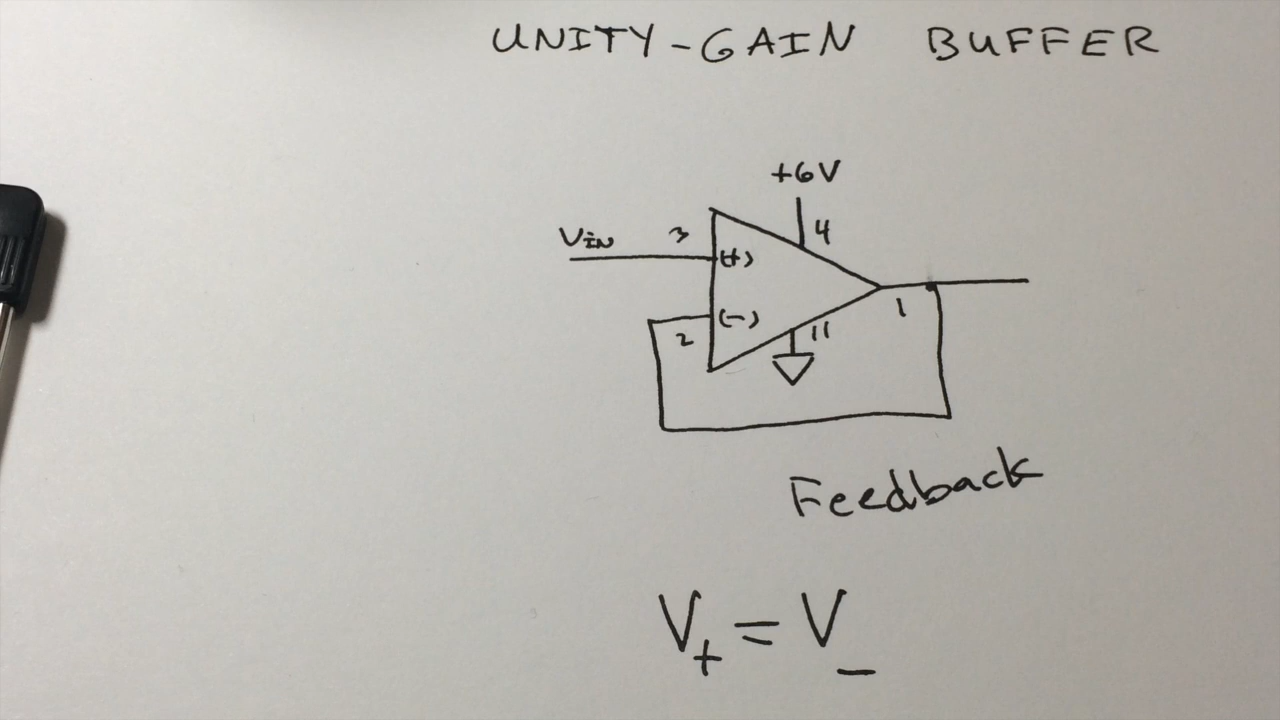 UNITY-GAIN BUFFER
+6V
VIN 3 4
(+)
(-) 1
2 11
Feedback
V+ = V-